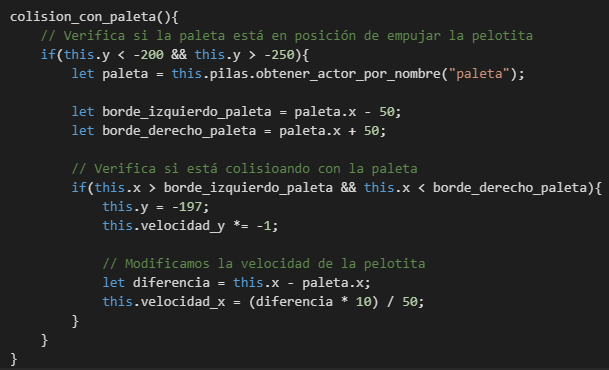 colision_con_paleta(){
// Verifica si la paleta está en posición de empujar la pelotita
if(this.y < -200 && this.y > -250){
let paleta = this.pilas.obtener_actor_por_nombre("paleta");
let borde_izquierdo_paleta = paleta.x - 50;
let borde_derecho_paleta = paleta.x + 50;
// Verifica si está colisioando con la paleta
if(this.x > borde_izquierdo_paleta && this.x < borde_derecho_paleta){
this.y = -197;
this.velocidad_y *= -1;
// Modificamos la velocidad de la pelotita
let diferencia = this.x - paleta.x;
this.velocidad_x = (diferencia * 10) / 50;
}
}
}